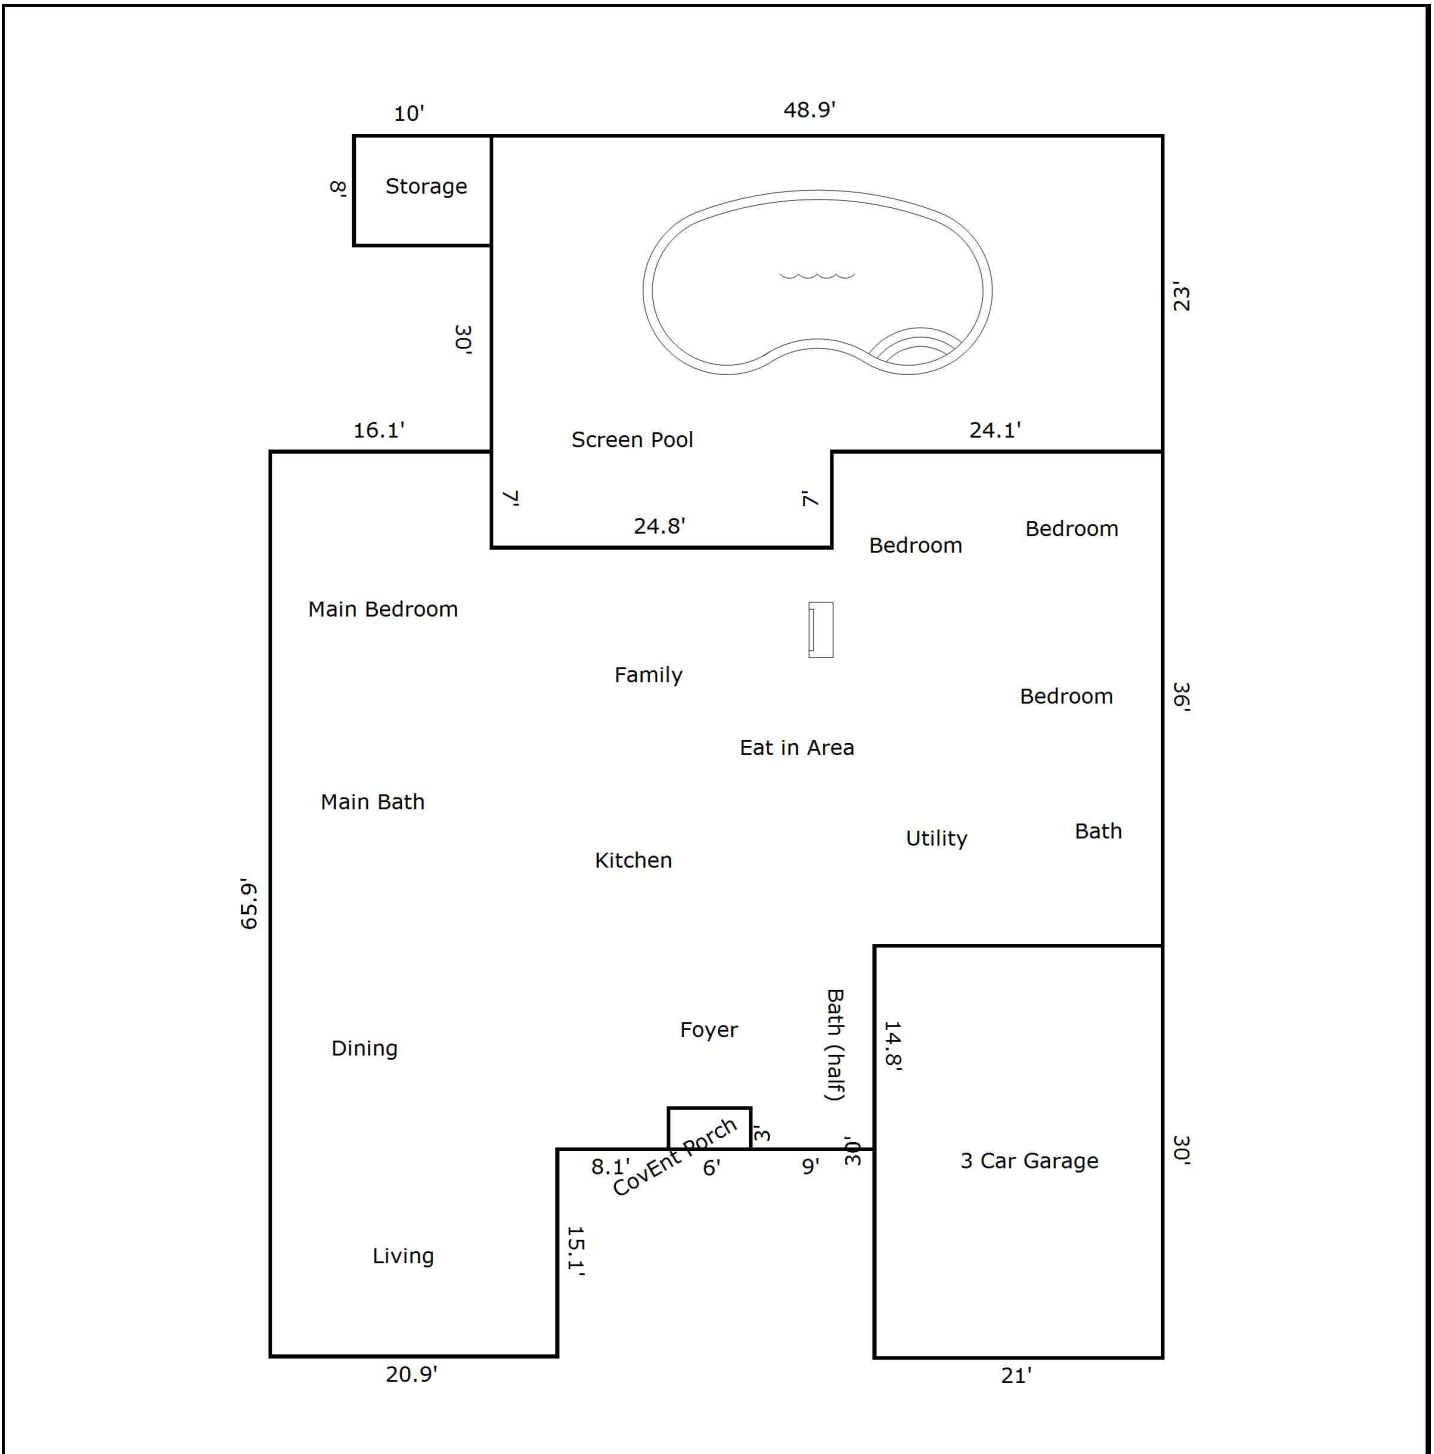 10'
48.9'
8'
Storage
23'
30'
16.1'
Screen Pool
24.1'
7'
7'
24.8'
Bedroom
Bedroom
Main Bedroom
Family
Bedroom
36'
Eat in Area
Main Bath
Utility
Bath
Kitchen
65.9'
Bath (half)
14.8'
Foyer
Dining
3'
CovEnt Porch
8.1'
6'
9'
30'
3 Car Garage
30'
15.1'
Living
20.9'
21'